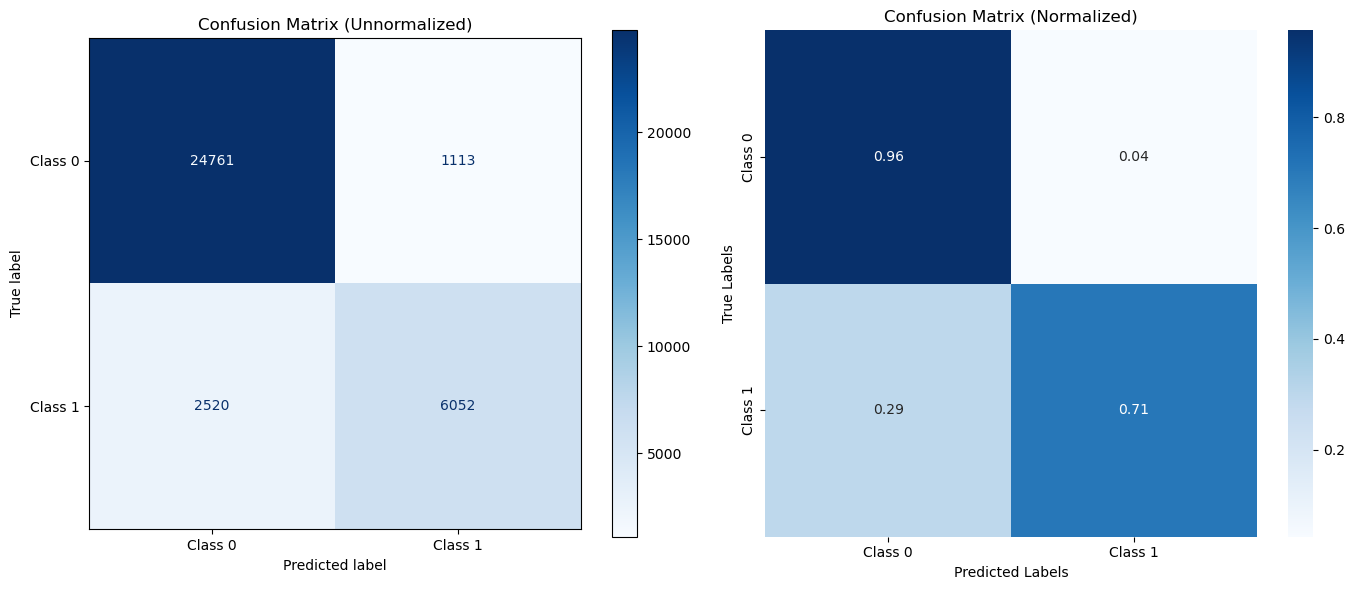 Confusion Matrix (Unnormalized)
Class 0
24761
1113
Class 1
2520
6052
True label
Class 0
Class 1
Predicted label
20000
15000
10000
5000
Confusion Matrix (Normalized)
Class 0
0.96
0.04
Class 1
0.29
0.71
True Labels
Class 0
Class 1
Predicted Labels
0.8
0.6
0.4
0.2